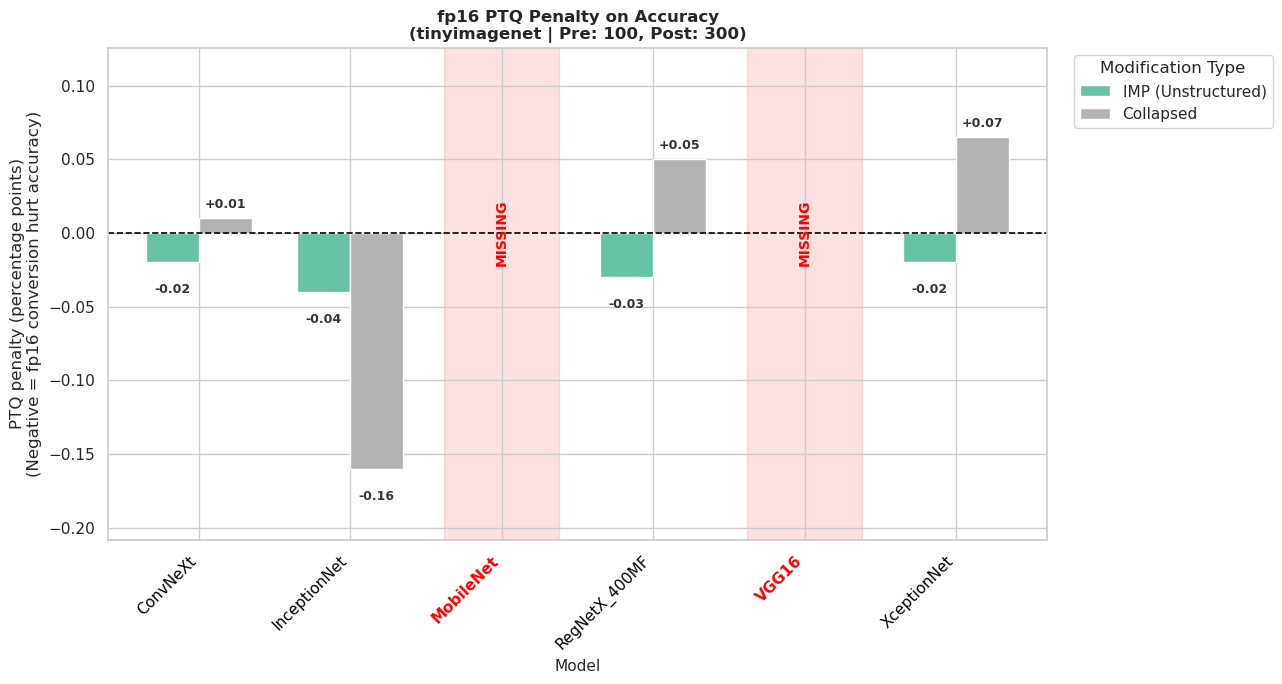 fp16 PTQ Penalty on Accuracy
(tinyimagenet | Pre: 100, Post: 300)
PTQ penalty (percentage points)
(Negative = fp16 conversion hurt accuracy)
0.10
0.05
0.00
−0.05
−0.10
−0.15
−0.20
-0.02
+0.01
-0.04
-0.16
MISSING
-0.03
+0.05
MISSING
-0.02
+0.07
ConvNeXt
InceptionNet
MobileNet
RegNetX_400MF
VGG16
XceptionNet
Model
Modification Type
IMP (Unstructured)
Collapsed